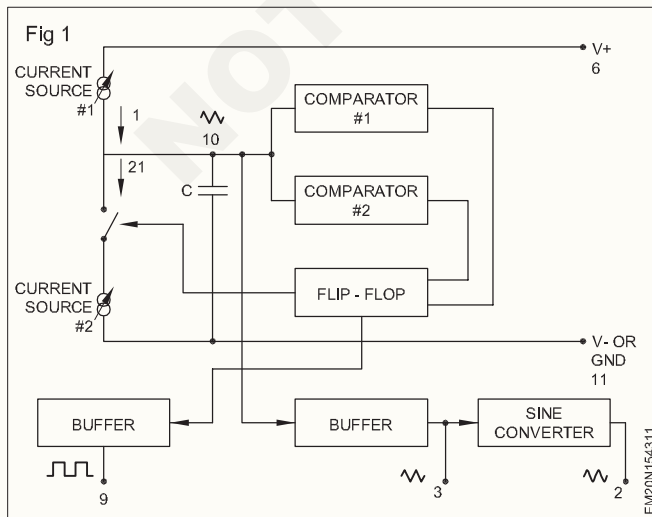 NOT
Fig 1
V+
6
CURRENT
SOURCE
#1
1
10
COMPARATOR
#1
21
C
COMPARATOR
#2
CURRENT
SOURCE
#2
FLIP - FLOP
V- OR
GND
11
BUFFER
BUFFER
SINE
CONVERTER
9
3
2
EM20N154311